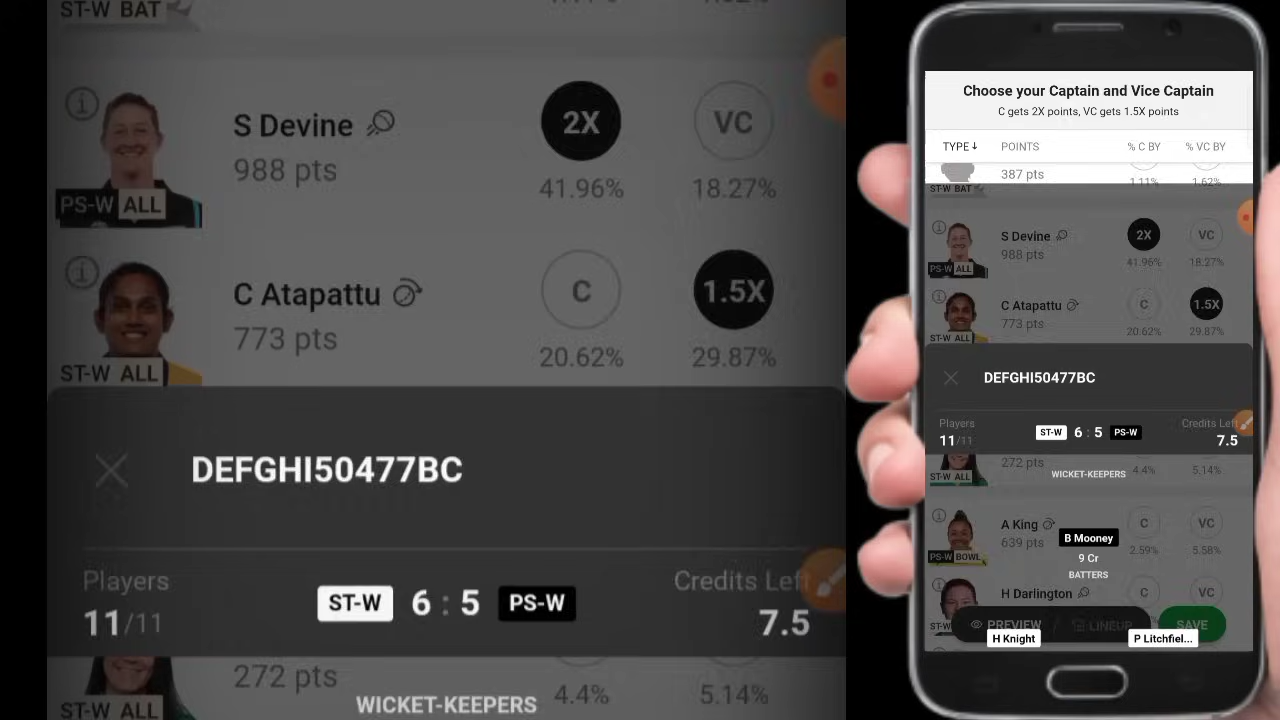 ST-W BAT
S Devine
988 pts
2X
VC
41.96%
18.27%
PS-W ALL
C Atapattu
773 pts
C
1.5X
20.62%
29.87%
ST-W ALL
DEFGHI50477BC
Players
11/11
ST-W 6 : 5 PS-W
Credits Left
7.5
272 pts
4.4%
5.14%
ST-W ALL
WICKET-KEEPERS
Choose your Captain and Vice Captain
C gets 2X points, VC gets 1.5X points
TYPE↓ POINTS % C BY % VC BY
387 pts
1.11%
1.62%
ST-W BAT
S Devine
988 pts
2X
VC
41.96%
18.27%
PS-W ALL
C Atapattu
773 pts
C
1.5X
20.62%
29.87%
ST-W ALL
DEFGHI50477BC
Players
11/11
ST-W 6 : 5 PS-W
Credits Left
7.5
272 pts
4.4%
5.14%
ST-W ALL
WICKET-KEEPERS
A King
639 pts
C
VC
2.59%
5.58%
PS-W BOWL
B Mooney
9 Cr
BATTERS
H Darlington
C
VC
ST-W
PREVIEW / LINEUP
SAVE
H Knight
P Litchfiel...